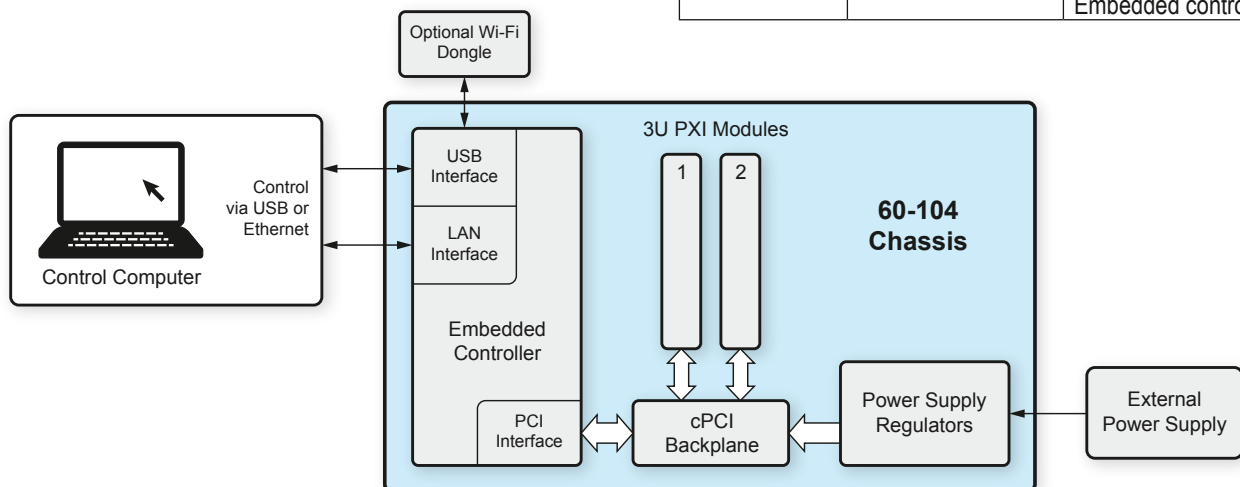 Embedded contro
Optional Wi-Fi
Dongle
3U PXI Modules
1
2
USB
Interface
Control
via USB or
Ethernet
Control Computer
LAN
Interface
60-104
Chassis
Embedded
Controller
PCI
Interface
cPCI
Backplane
Power Supply
Regulators
External
Power Supply